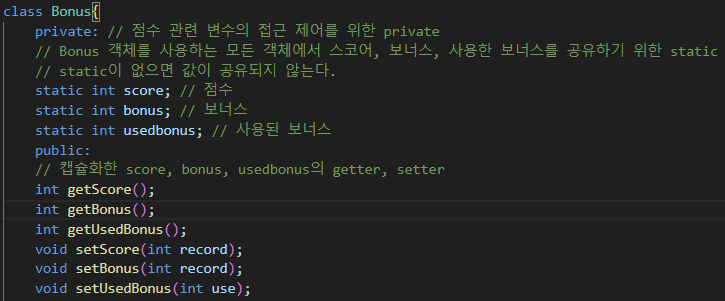 class Bonus{
private: // 점수 관련 변수의 접근 제어를 위한 private
// Bonus 객체를 사용하는 모든 객체에서 스코어, 보너스, 사용한 보너스를 공유하기 위한 static
// static이 없으면 값이 공유되지 않는다.
static int score; // 점수
static int bonus; // 보너스
static int usedbonus; // 사용된 보너스
public:
// 캡슐화한 score, bonus, usedbonus의 getter, setter
int getScore();
int getBonus();
int getUsedBonus();
void setScore(int record);
void setBonus(int record);
void setUsedBonus(int use);